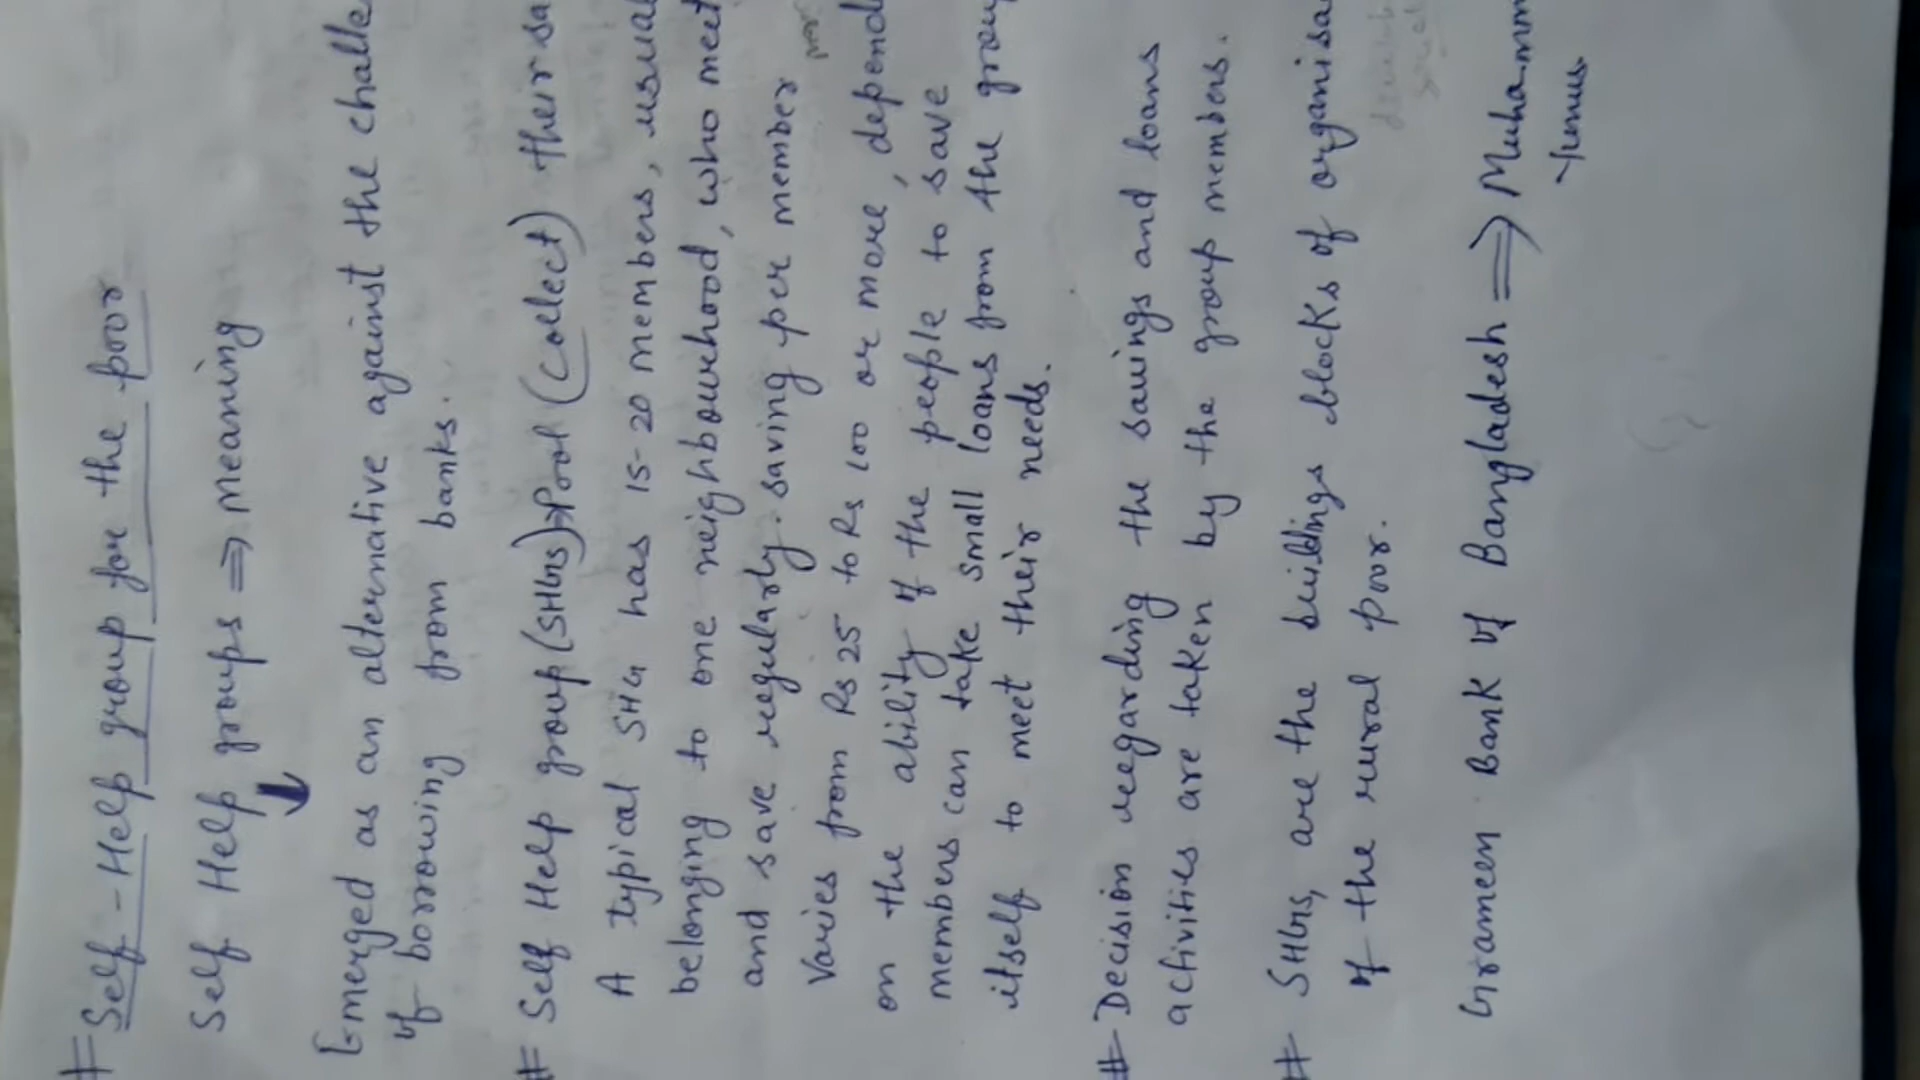 # Self-Help group for the poor
Self Help groups ⇒ meaning
↓
Emerged as an alternative against the challe
of borrowing from banks.
# Self Help group (SHGs)→Pool (Collect) their sa
A typical SHG has 15-20 members, usual
belonging to one neighbourhood, who meet
and save regularly. saving per member
Varies from Rs 25 to Rs 100 or more, depend
on the ability of the people to save
members can take small loans from the grou
itself to meet their needs.
# Decision regarding the savings and loans
activities are taken by the group members.
# SHGs, are the buildings blocks of organisa
of the rural poor.
Grameen Bank of Bangladesh ⇒ Muhamm
Yunus